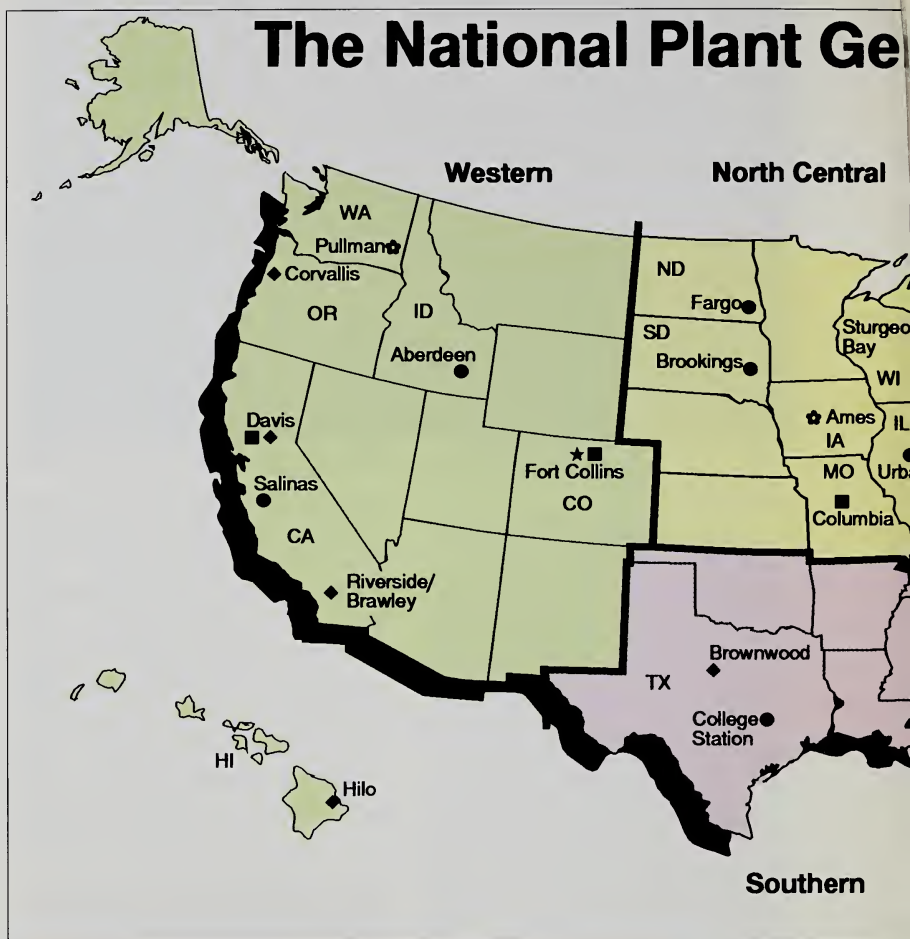 The National Plant Ge
Western
North Central
WA
Pullman
Corvallis
OR
ID
Aberdeen
ND
Fargo
SD
Brookings
Sturgeo
Bay
WI
Davis
Salinas
CA
Riverside/
Brawley
Fort Collins
CO
Ames
IA
IL
Urba
MO
Columbia
Brownwood
TX
College
Station
HI
Hilo
Southern